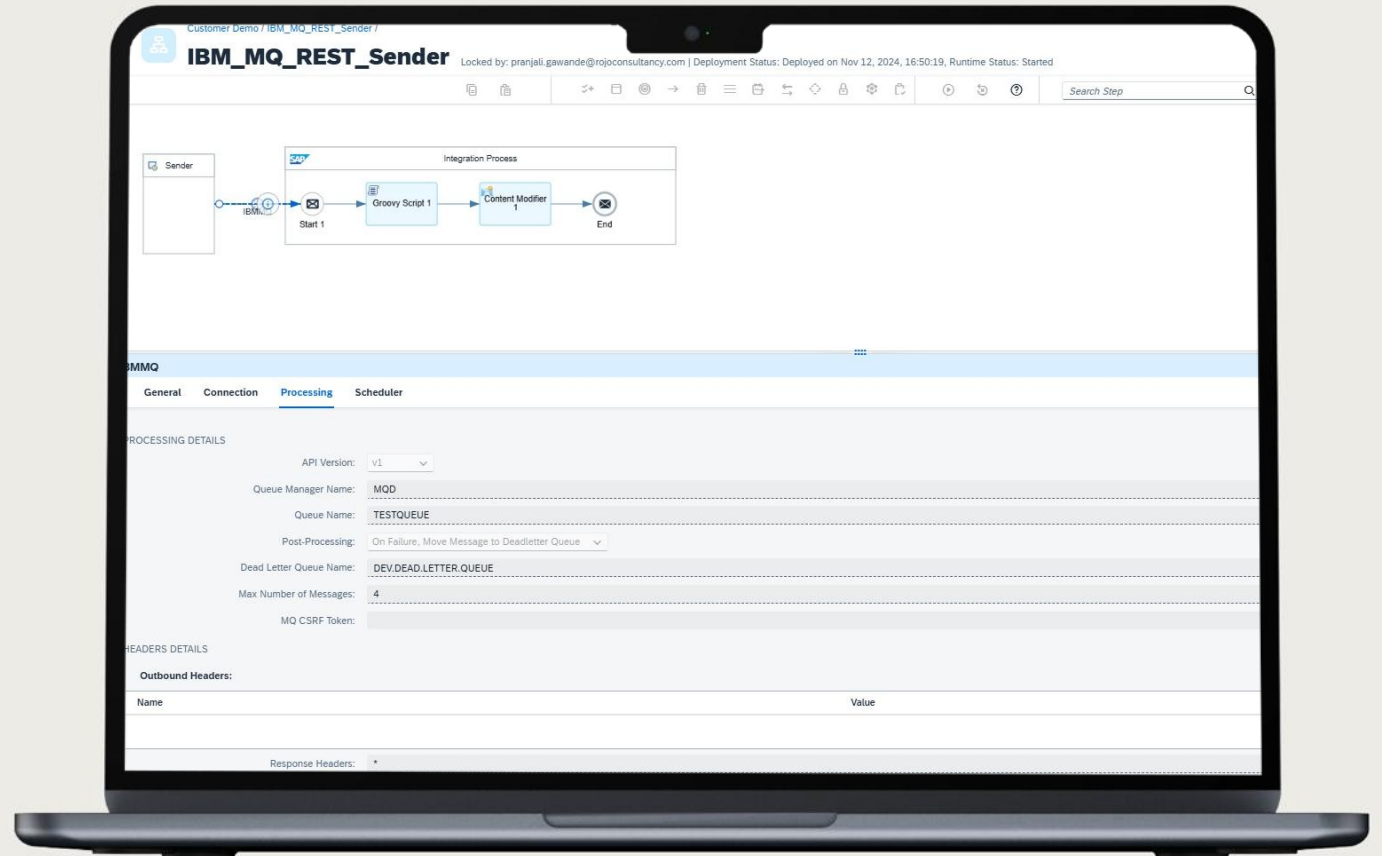 Customer Demo / IBM_MQ_REST_Sender /
IBM_MQ_REST_Sender
Locked by: pranjali.gawande@rojoconsultancy.com | Deployment Status: Deployed on Nov 12, 2024, 16:50:19, Runtime Status: Started
Search Step
Sender
SAP
Integration Process
Groovy Script 1
Content Modifier
1
Start 1
End
General Connection Processing Scheduler
PROCESSING DETAILS
API Version: v1
Queue Manager Name: MQD
Queue Name: TESTQUEUE
Post-Processing: On Failure, Move Message to Deadletter Queue
Dead Letter Queue Name: DEV.DEAD.LETTER.QUEUE
Max Number of Messages: 4
MQ CSRF Token:
HEADERS DETAILS
Outbound Headers:
Name Value
Response Headers: *